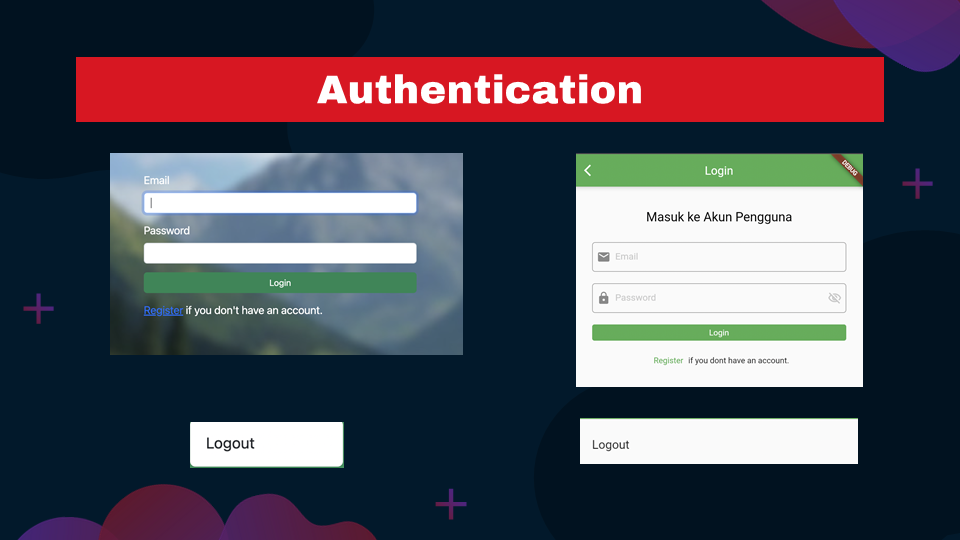 Authentication
Email
Password
Login
Register if you don't have an account.
Logout
Login
DEBUG
Masuk ke Akun Pengguna
Email
Password
Login
Register if you dont have an account.
Logout